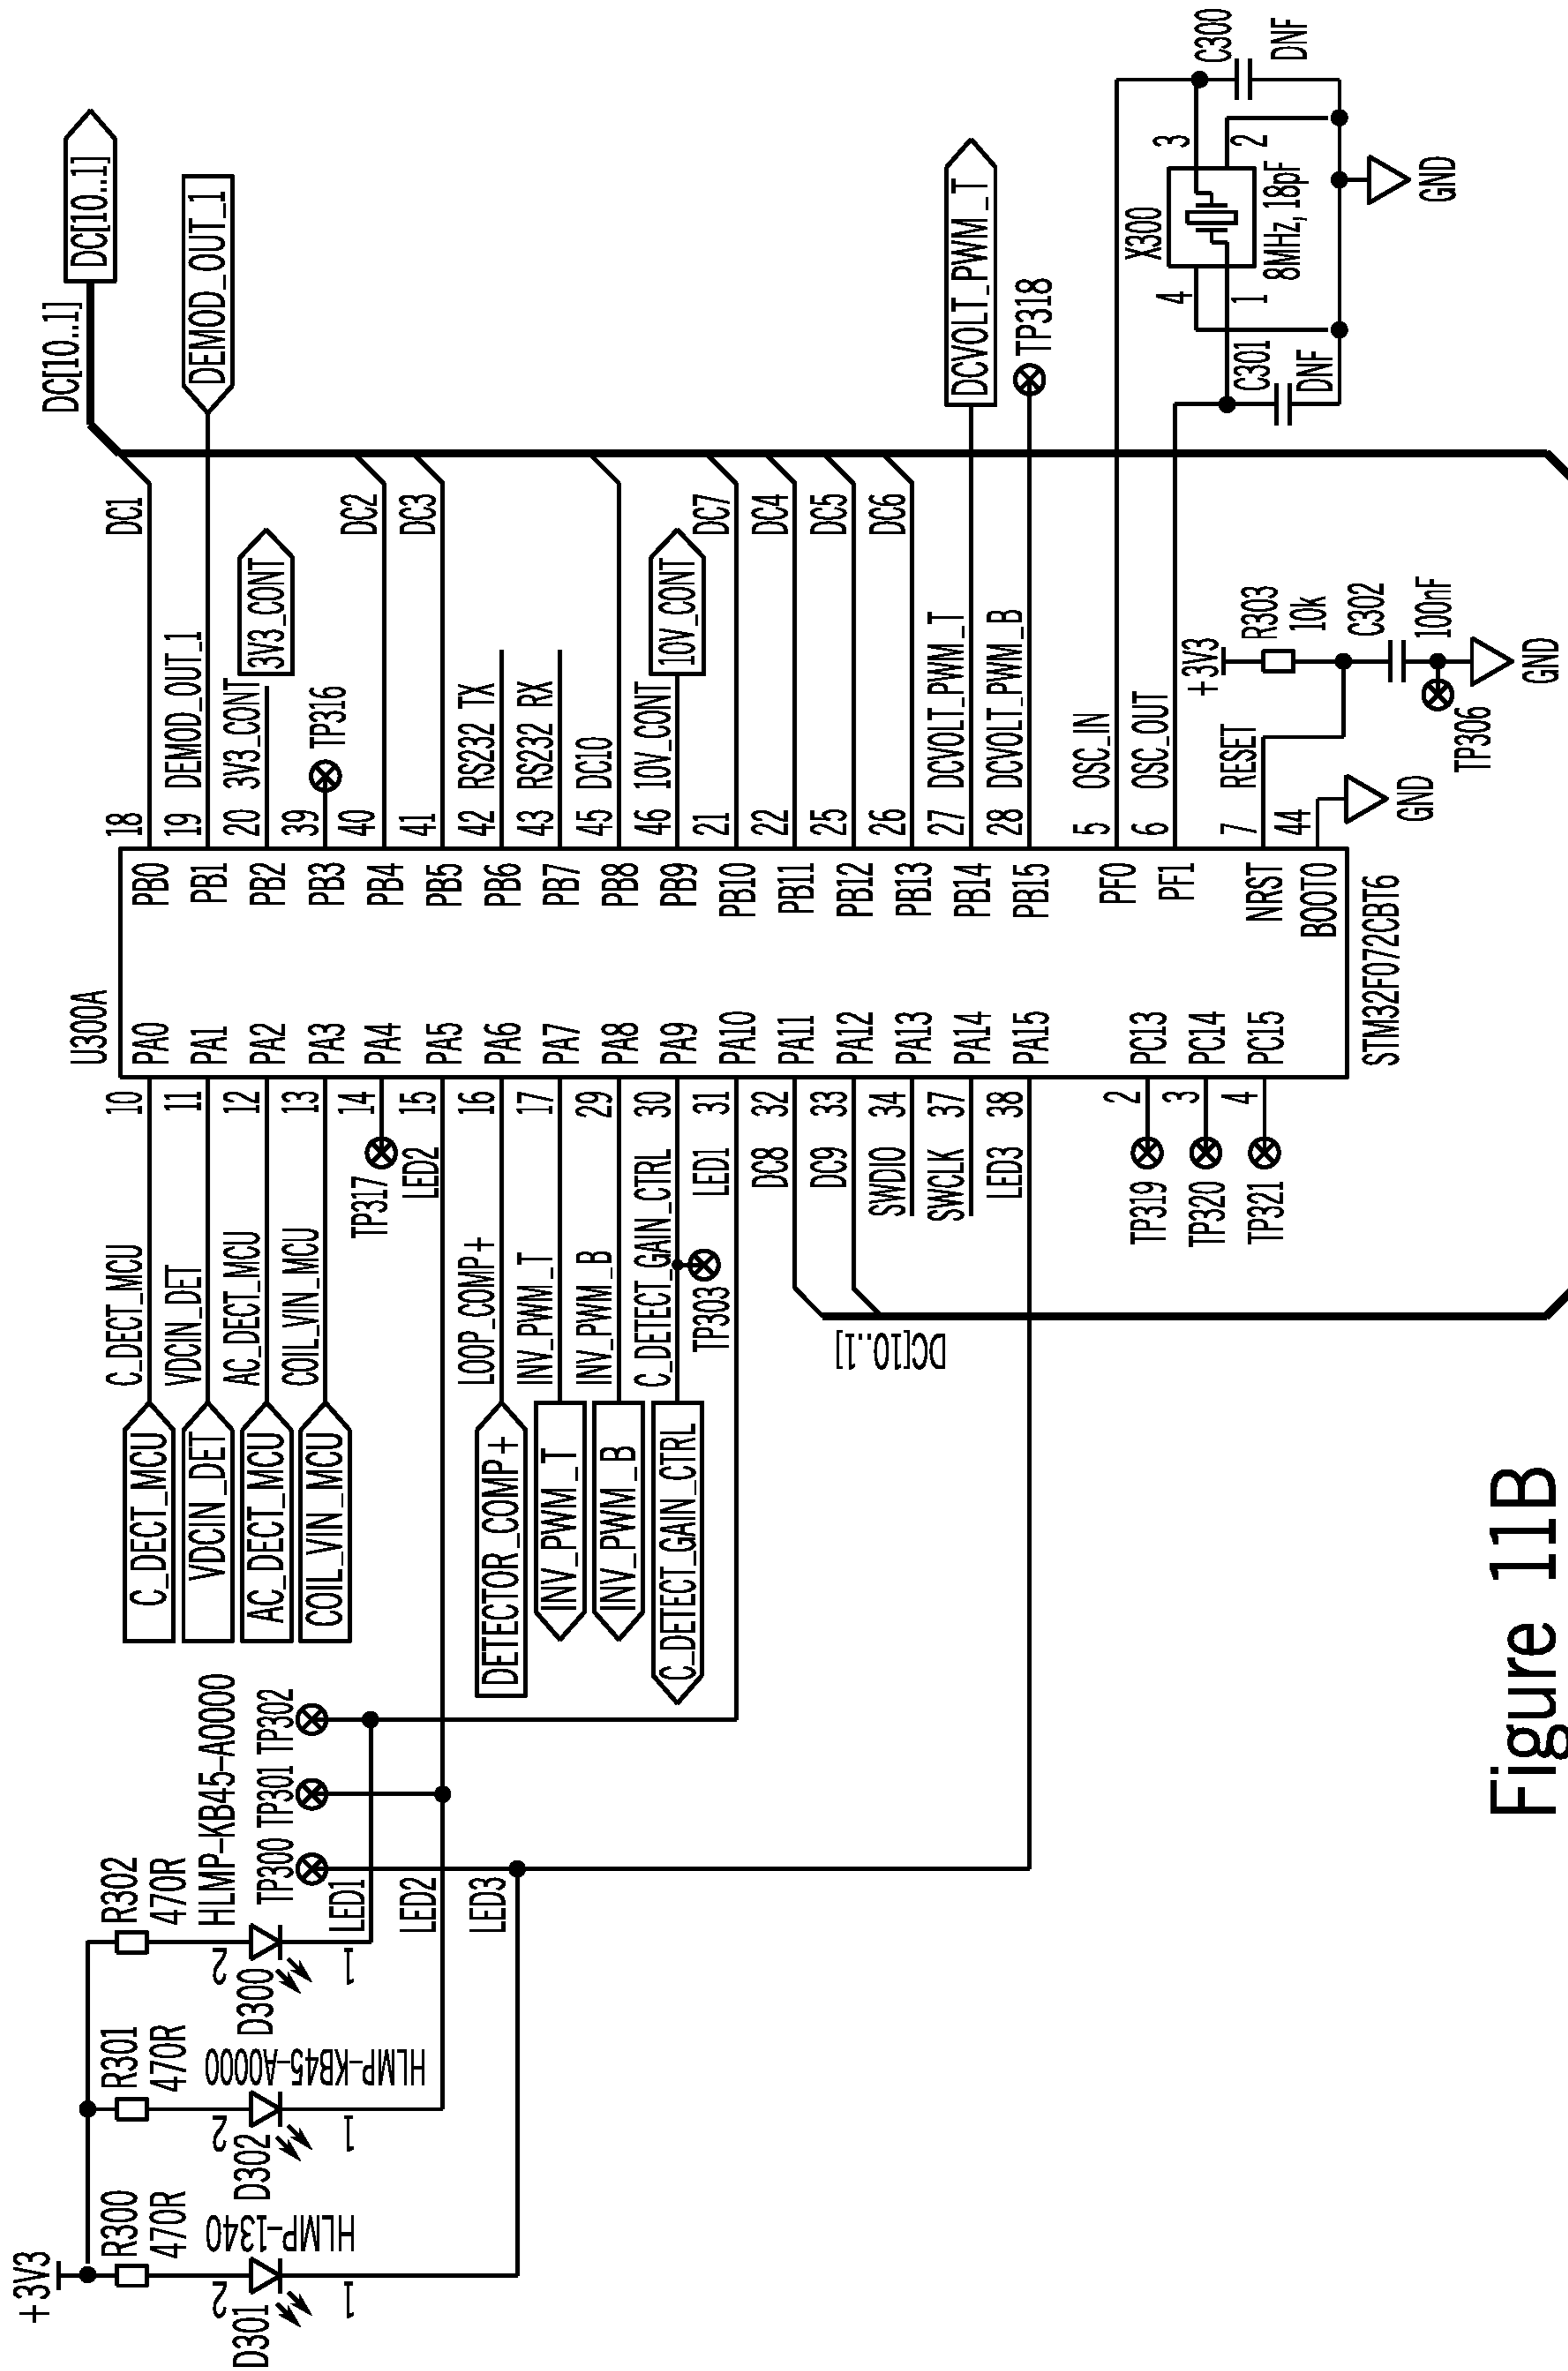 +3V3
R300
470R
R301
470R
R302
470R
HLMP-KB45-A0000
TP300 TP301 TP302
2
D301
1
HLMP-1340
2
D302
1
HLMP-KB45-A0000
2
D300
1
LED1
LED2
LED3
C_DECT_MCU
VDCIN_DET
AC_DECT_MCU
COIL_VIN_MCU
DETECTOR_COMP+
INV_PWM_T
INV_PWM_B
C_DETECT_GAIN_CTRL
C_DECT_MCU 10
VDCIN_DET 11
AC_DECT_MCU 12
COIL_VIN_MCU 13
14
TP317
LED2 15
LOOP_COMP+ 16
INV_PWM_T 17
INV_PWM_B 29
C_DETECT_GAIN_CTRL 30
TP303
LED1 31
DC8 32
DC9 33
SWDIO 34
SWCLK 37
LED3 38
DC[10..1]
TP319 2
TP320 3
TP321 4
U300A
PA0
PA1
PA2
PA3
PA4
PA5
PA6
PA7
PA8
PA9
PA10
PA11
PA12
PA13
PA14
PA15
PC13
PC14
PC15
PB0
PB1
PB2
PB3
PB4
PB5
PB6
PB7
PB8
PB9
PB10
PB11
PB12
PB13
PB14
PB15
PF0
PF1
NRST
BOOT0
STM32F072CBT6
18 DC1
19 DEMOD_OUT_1
20 3V3_CONT
3V3_CONT
39 TP316
40 DC2
41 DC3
42 RS232 TX
43 RS232 RX
45 DC10
46 10V_CONT
10V_CONT
21 DC7
22 DC4
25 DC5
26 DC6
27 DCVOLT_PWM_T
28 DCVOLT_PWM_B
5 OSC_IN
6 OSC_OUT
7 RESET
44
GND
DC[10..1]
DC[10..1]
DEMOD_OUT_1
DCVOLT_PWM_T
TP318
+3V3
R303
10k
C302
100nF
TP306
GND
X300
4
3
1
2
8MHz, 18pF
C301
DNF
C300
DNF
GND
Figure 11B